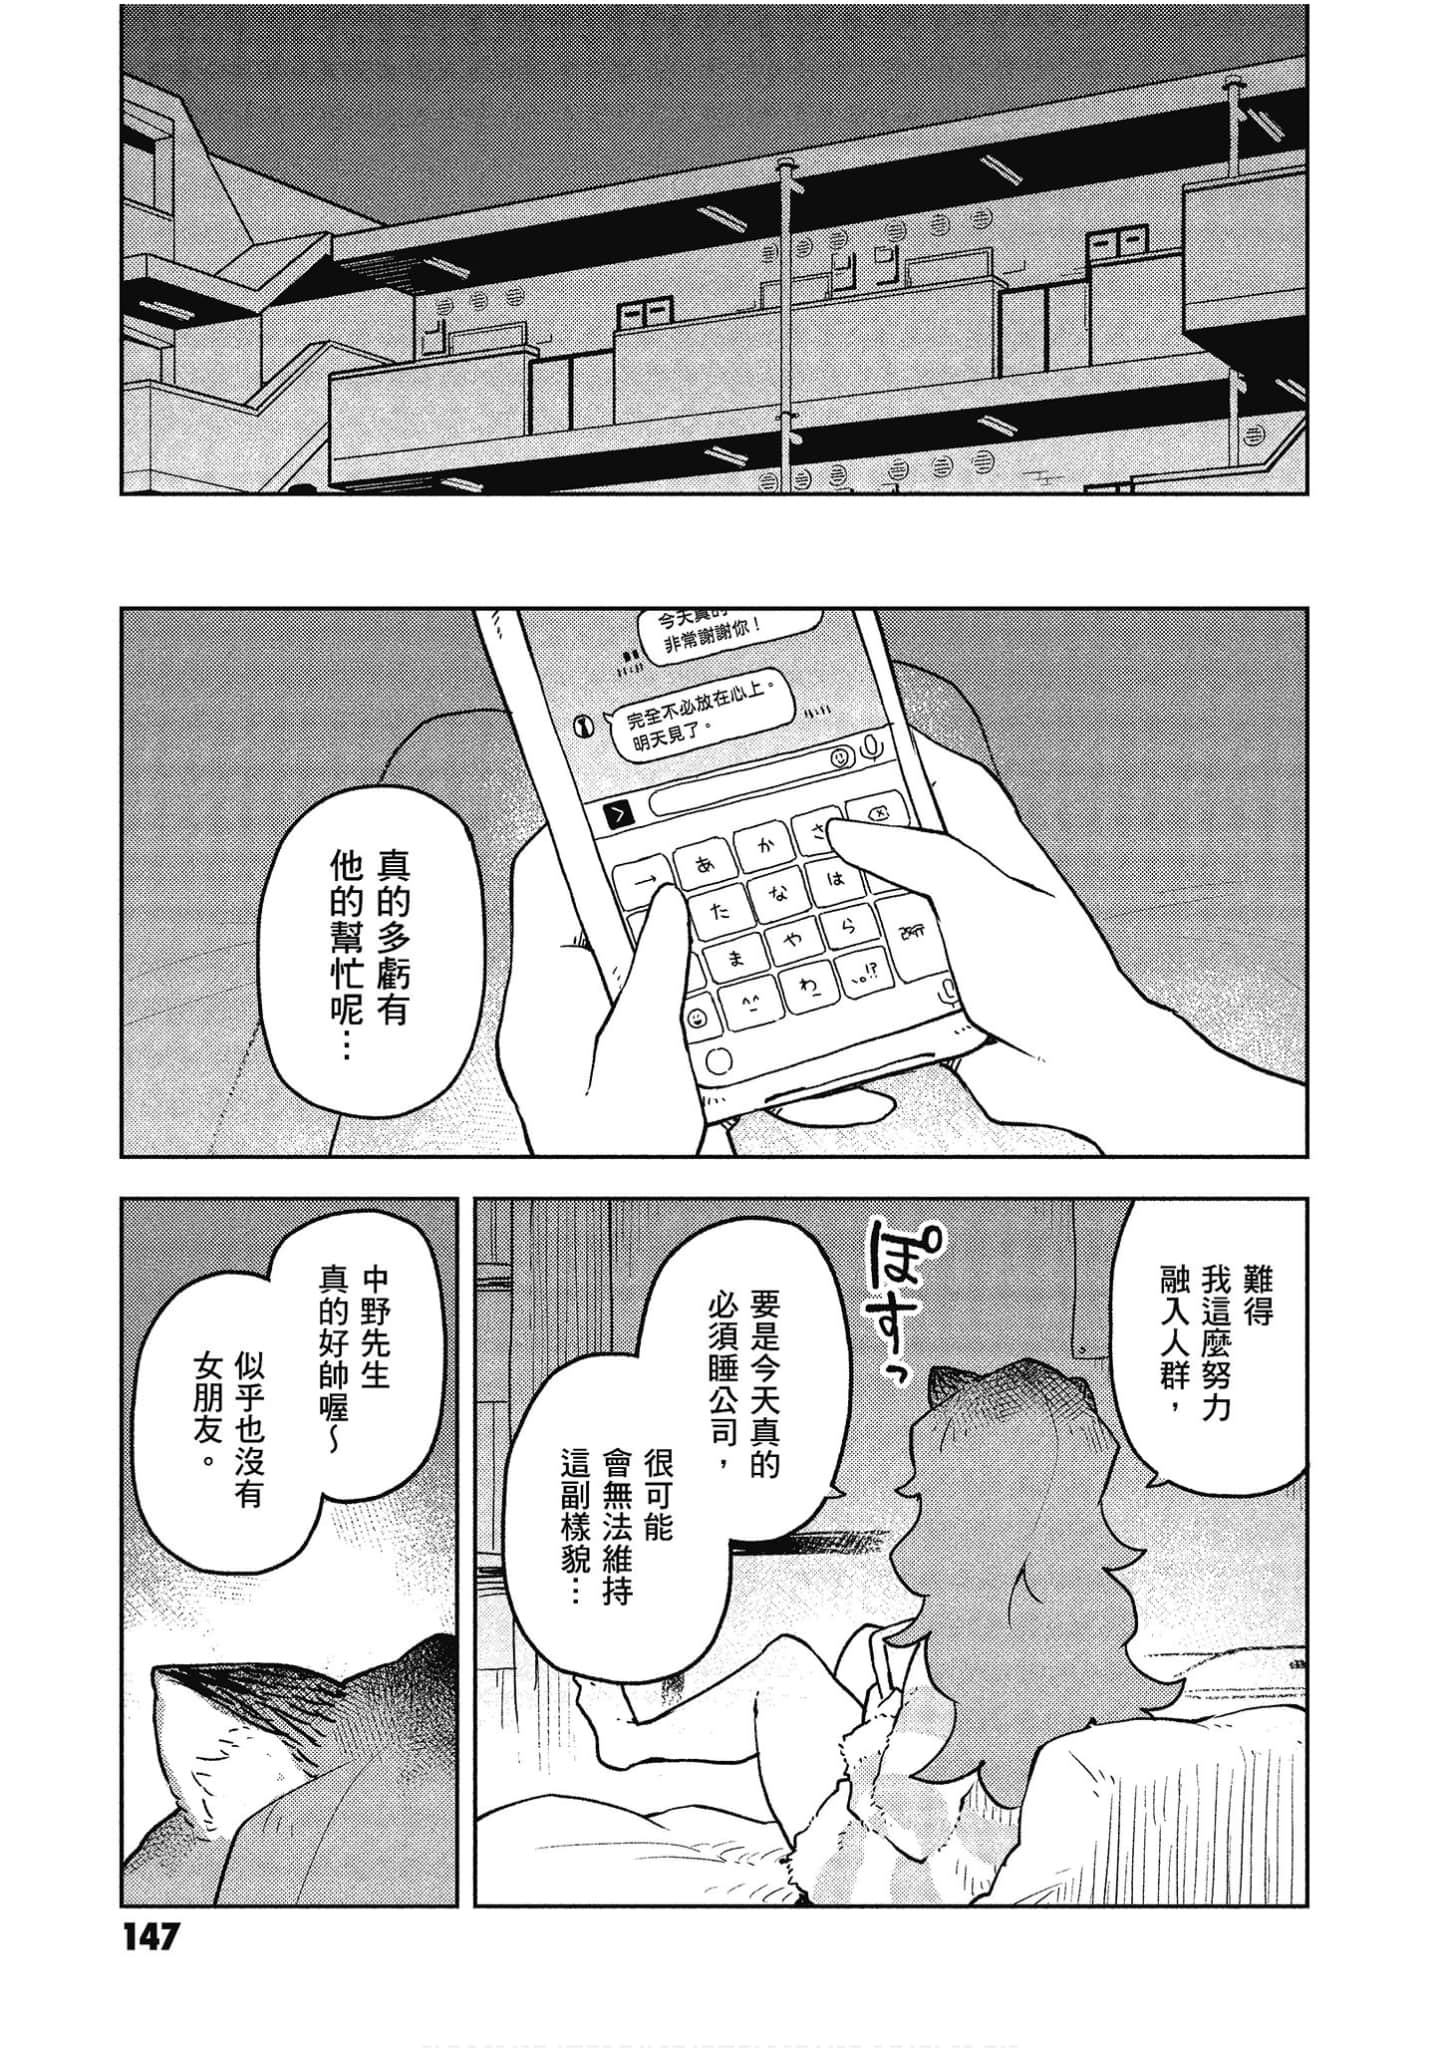 今天真的
非常謝謝你！
完全不必放在心上。
明天見了。
あ
か
さ
た
な
は
ま
や
ら
改行
^^
わ
、。!?
真的多虧有
他的幫忙呢…
難得
我這麼努力
融入人群，
ぽすっ
要是今天真的
必須睡公司，
很可能
會無法維持
這副樣貌…
中野先生
真的好帥喔～
似乎也沒有
女朋友。
147